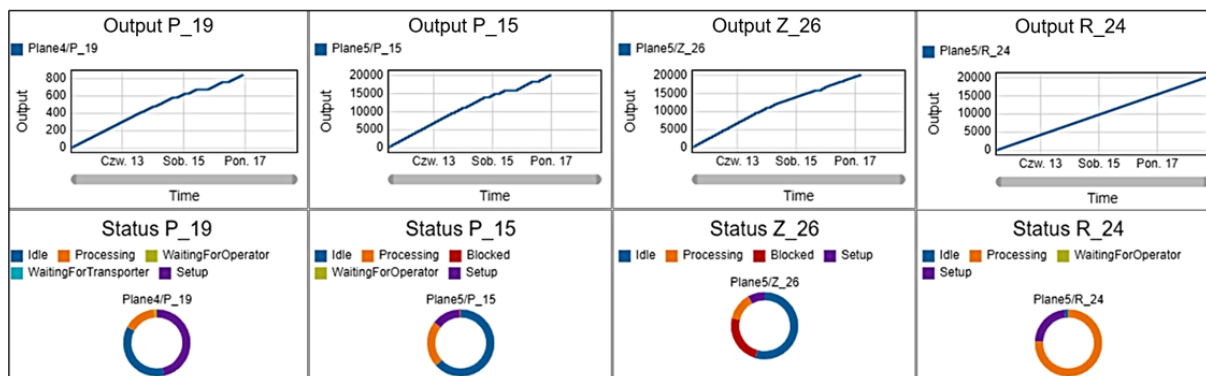 Output P_19
Plane4/P_19
Output
800
600
400
200
0
Czw. 13 Sob. 15 Pon. 17
Time
Output P_15
Plane5/P_15
Output
20000
15000
10000
5000
0
Czw. 13 Sob. 15 Pon. 17
Time
Output Z_26
Plane5/Z_26
Output
20000
15000
10000
5000
0
Czw. 13 Sob. 15 Pon. 17
Time
Output R_24
Plane5/R_24
Output
20000
15000
10000
5000
0
Czw. 13 Sob. 15 Pon. 17
Time
Status P_19
Idle Processing WaitingForOperator
WaitingForTransporter Setup
Plane4/P_19
Status P_15
Idle Processing Blocked
WaitingForOperator Setup
Plane5/P_15
Status Z_26
Idle Processing Blocked Setup
Plane5/Z_26
Status R_24
Idle Processing WaitingForOperator
Setup
Plane5/R_24